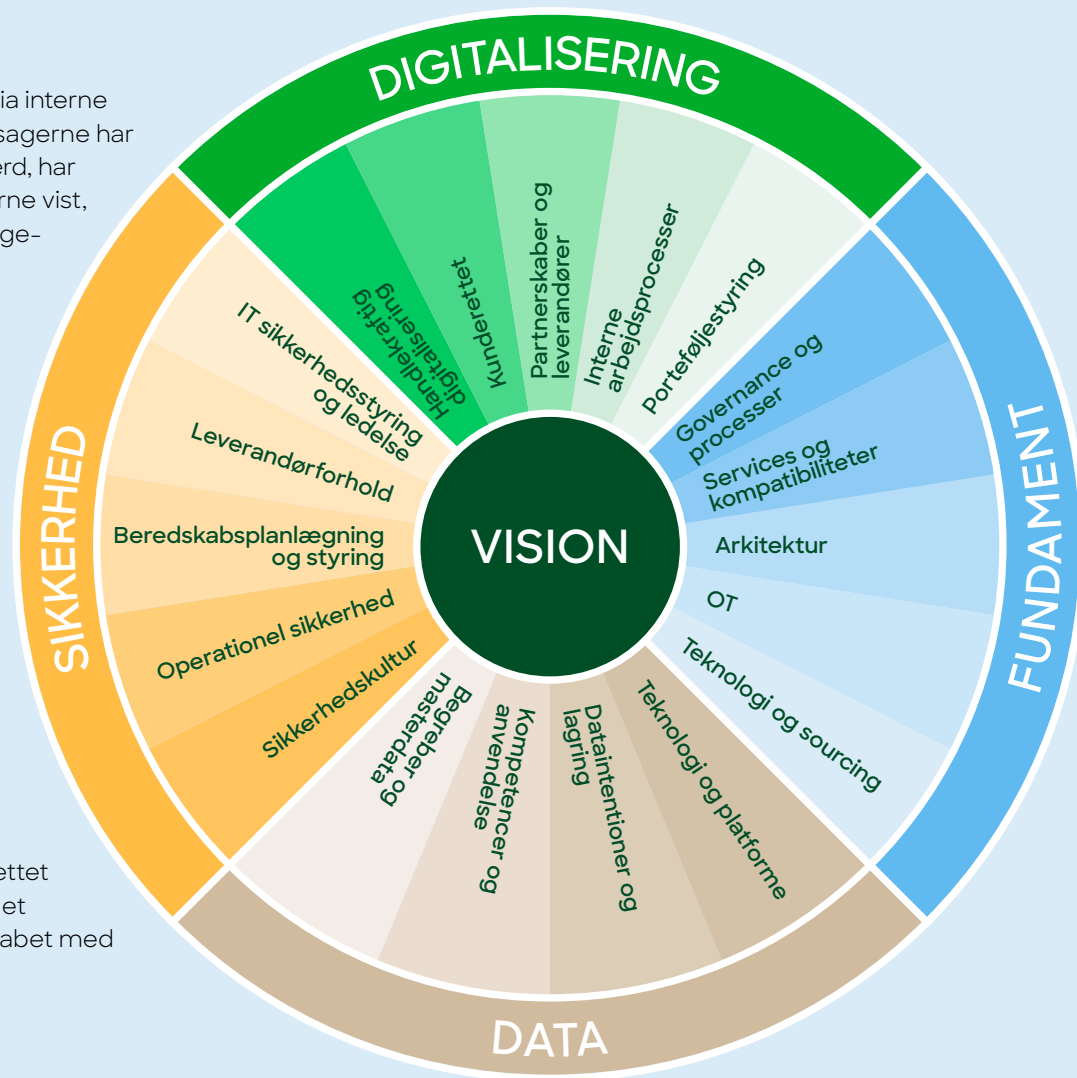 ia interne
sagerne har
erd, har
rne vist,
ge-
DIGITALISERING
Handlekraftig
digitalisering
Kunderettet
Partnerskaber og
leverandører
Interne
arbejdsprocesser
Porteføljestyring
FUNDAMENT
Governance og
processer
Services og
kompatibiliteter
Arkitektur
OT
Teknologi og sourcing
DATA
Teknologi og platforme
Dataintentioner og
lagring
Kompetencer og
anvendelse
Begreber og
masterdata
SIKKERHED
IT sikkerhedsstyring
og ledelse
Leverandørforhold
Beredskabsplanlægning
og styring
Operationel sikkerhed
Sikkerhedskultur
VISION
ettet
et
abet med